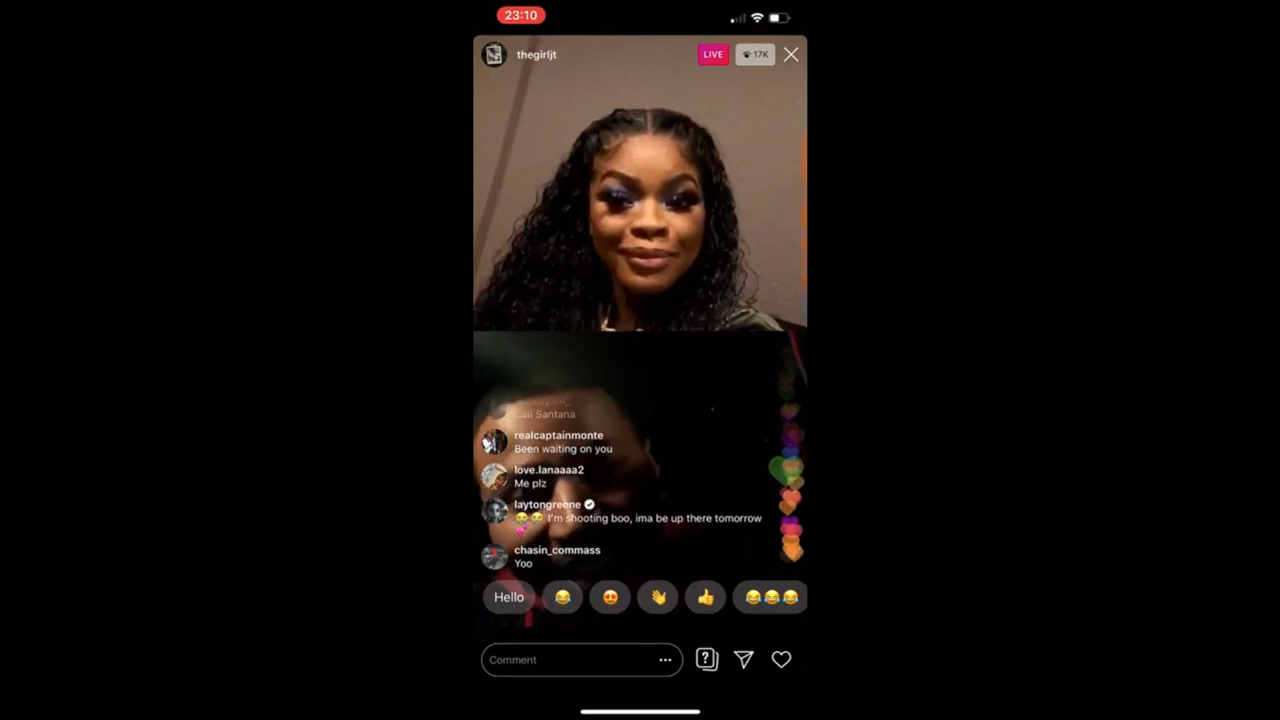 23:10
thegirljt
LIVE
17K
Santana
realcaptainmonte
Been waiting on you
love.lanaaaa2
Me plz
laytongreene
😭😭 I'm shooting boo, ima be up there tomorrow
💕
chasin_commass
Yoo
Hello 😂 😍 👋 👍 😂😂😂
Comment